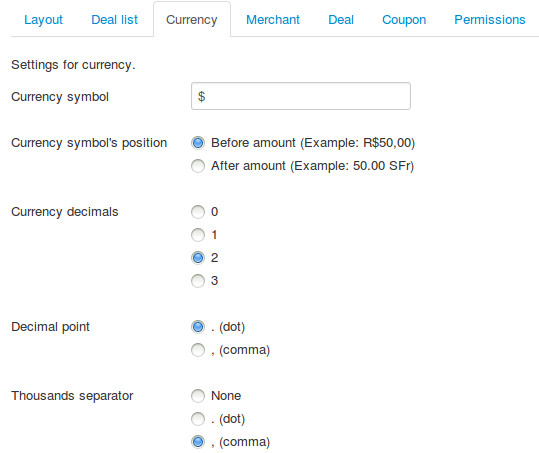 Layout Deal list Currency Merchant Deal Coupon Permissions
Settings for currency.
Currency symbol $
Currency symbol's position Before amount (Example: R$50,00)
After amount (Example: 50.00 SFr)
Currency decimals 0
1
2
3
Decimal point . (dot)
, (comma)
Thousands separator None
. (dot)
, (comma)